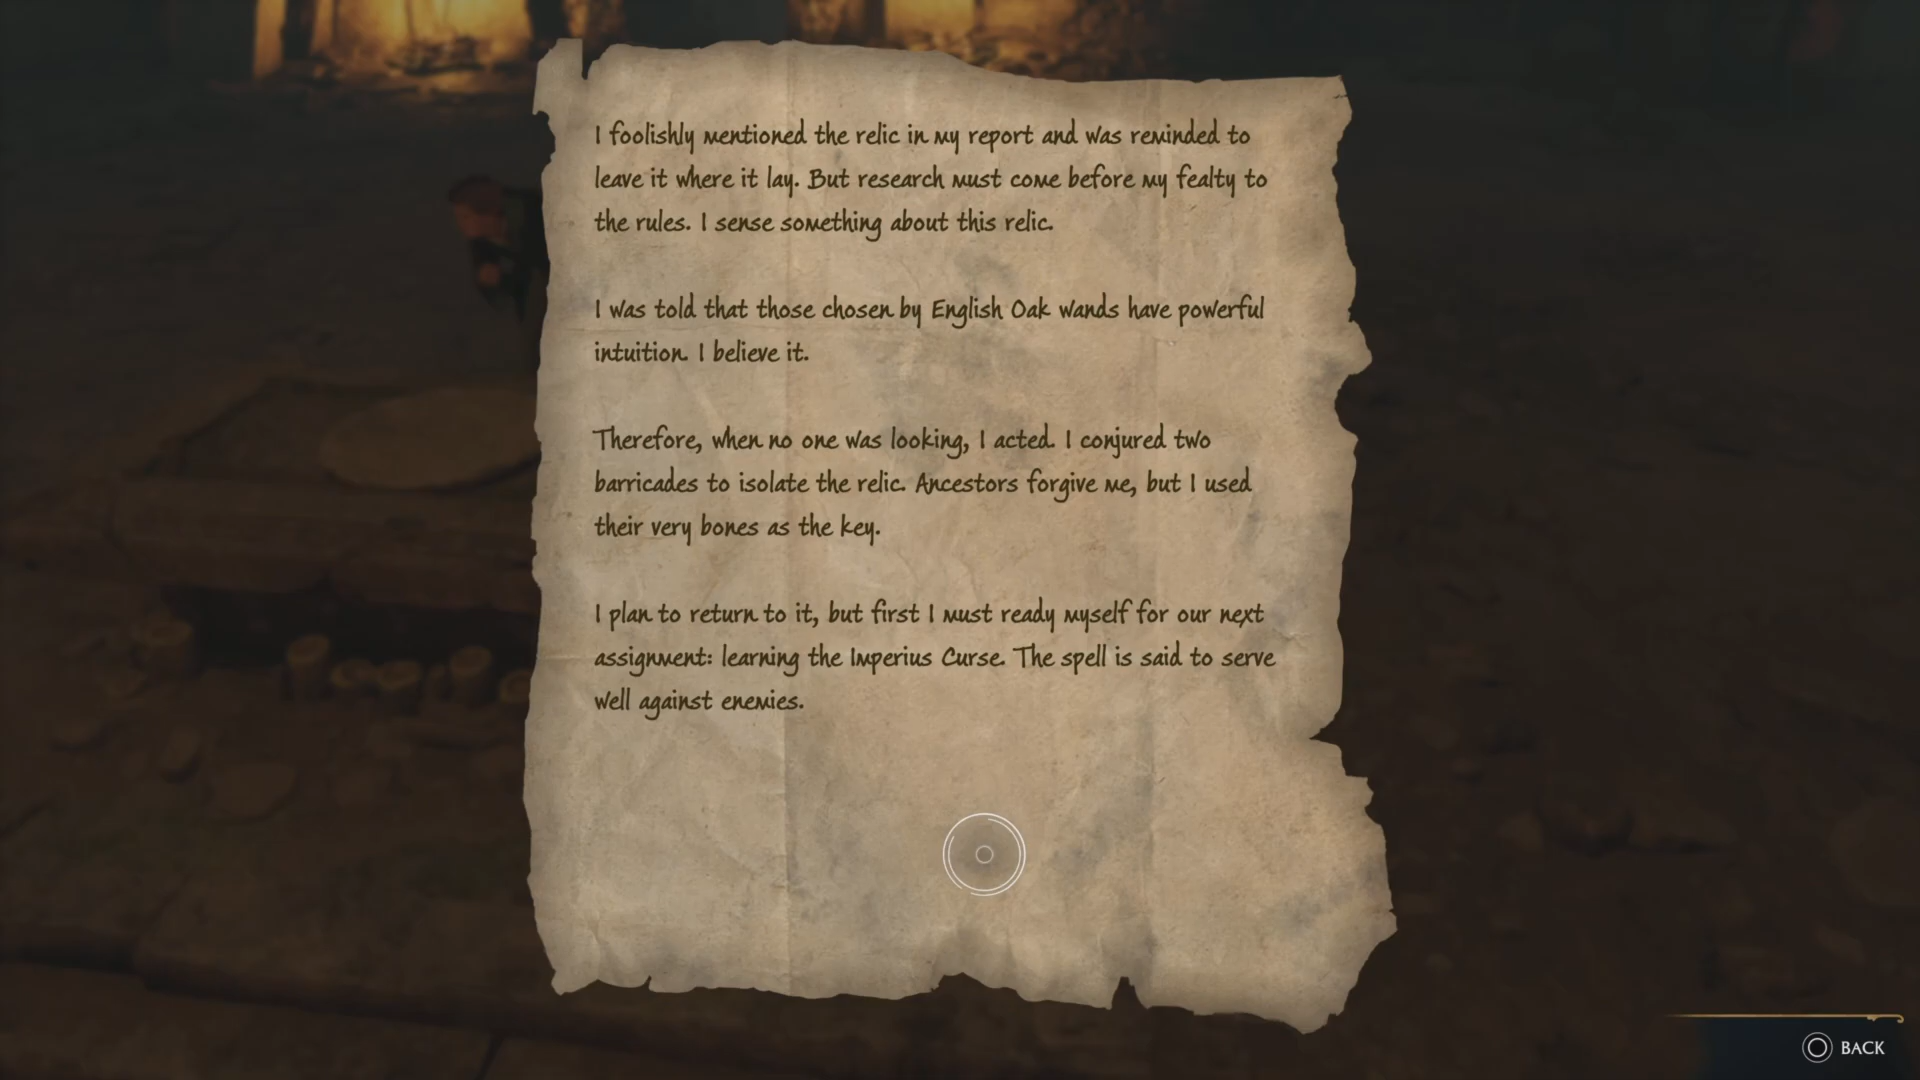 I foolishly mentioned the relic in my report and was reminded to
leave it where it lay. But research must come before my fealty to
the rules. I sense something about this relic.
I was told that those chosen by English Oak wands have powerful
intuition. I believe it.
Therefore, when no one was looking, I acted. I conjured two
barricades to isolate the relic. Ancestors forgive me, but I used
their very bones as the key.
I plan to return to it, but first I must ready myself for our next
assignment: learning the Imperius Curse. The spell is said to serve
well against enemies.
BACK